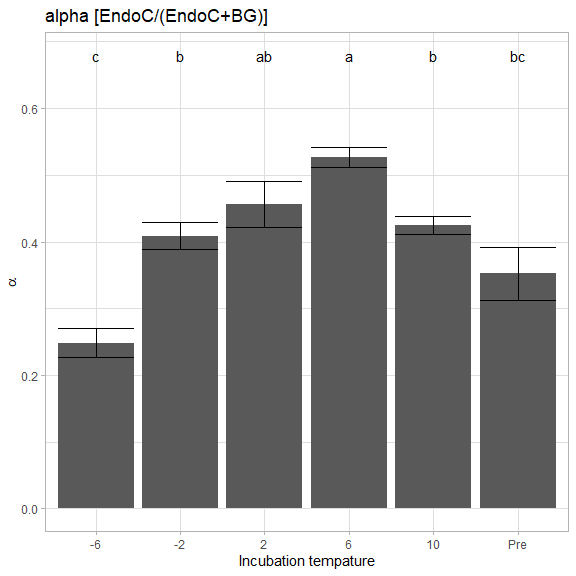 alpha [EndoC/(EndoC+BG)]
c b ab a b bc
0.6
0.4
0.2
0.0
α
-6 -2 2 6 10 Pre
Incubation tempature